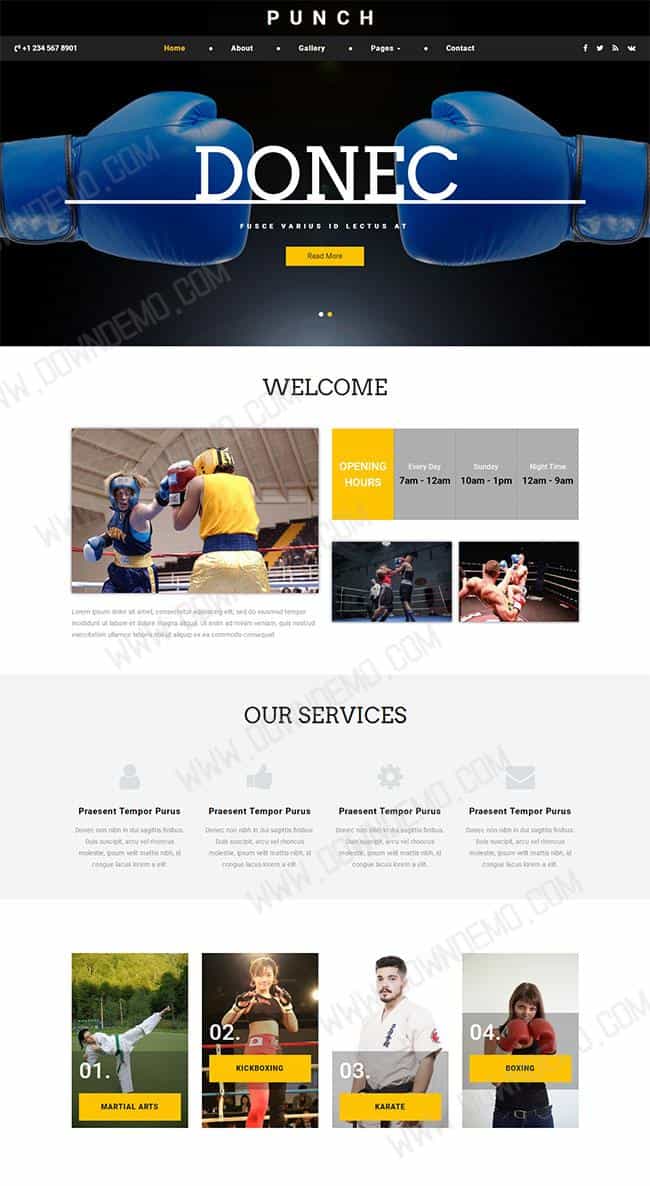 PUNCH
+1 234 567 8901
Home
About
Gallery
Pages
Contact
DONEC
FUSCE VARIUS ID LECTUS AT
Read More
WELCOME
OPENING
HOURS
Every Day
7am - 12am
Sunday
10am - 1pm
Night Time
12am - 9am
Lorem ipsum dolor sit amet, consectetur adipiscing elit, sed do eiusmod tempor
incididunt ut labore et dolore magna aliqua. Ut enim ad minim veniam, quis nostrud
exercitation ullamco laboris nisi ut aliquip ex ea commodo consequat
OUR SERVICES
Praesent Tempor Purus
Donec non nibh in dui sagittis finibus.
Duis suscipit, arcu vel rhoncus
molestie, ipsum velit mattis nibh, id
congue lacus lorem a elit.
Praesent Tempor Purus
Donec non nibh in dui sagittis finibus.
Duis suscipit, arcu vel rhoncus
molestie, ipsum velit mattis nibh, id
congue lacus lorem a elit.
Praesent Tempor Purus
Donec non nibh in dui sagittis finibus.
Duis suscipit, arcu vel rhoncus
molestie, ipsum velit mattis nibh, id
congue lacus lorem a elit.
Praesent Tempor Purus
Donec non nibh in dui sagittis finibus.
Duis suscipit, arcu vel rhoncus
molestie, ipsum velit mattis nibh, id
congue lacus lorem a elit.
01.
MARTIAL ARTS
02.
KICKBOXING
03.
KARATE
04.
BOXING
WWW.DOWNDEMO.COM